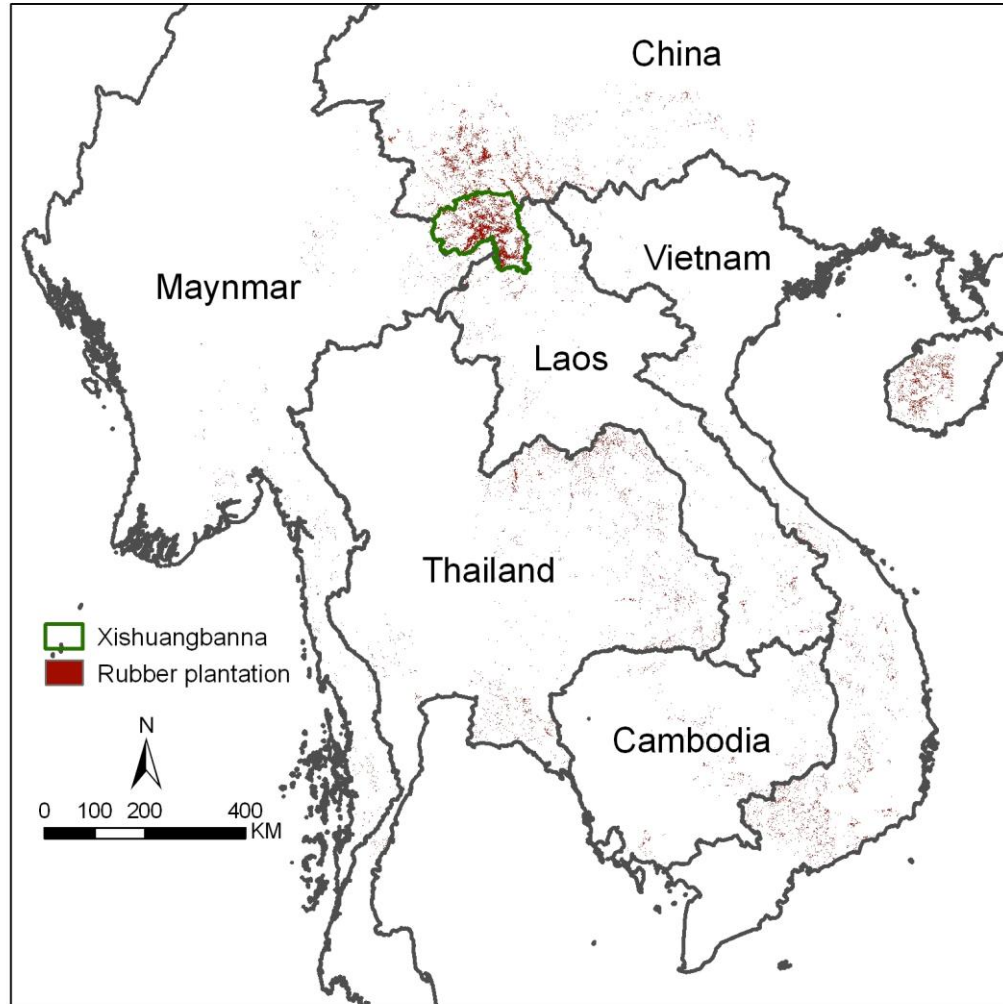 China
Vietnam
Maynmar
Laos
Thailand
Xishuangbanna
Rubber plantation
Cambodia
N
0 100 200 400
KM